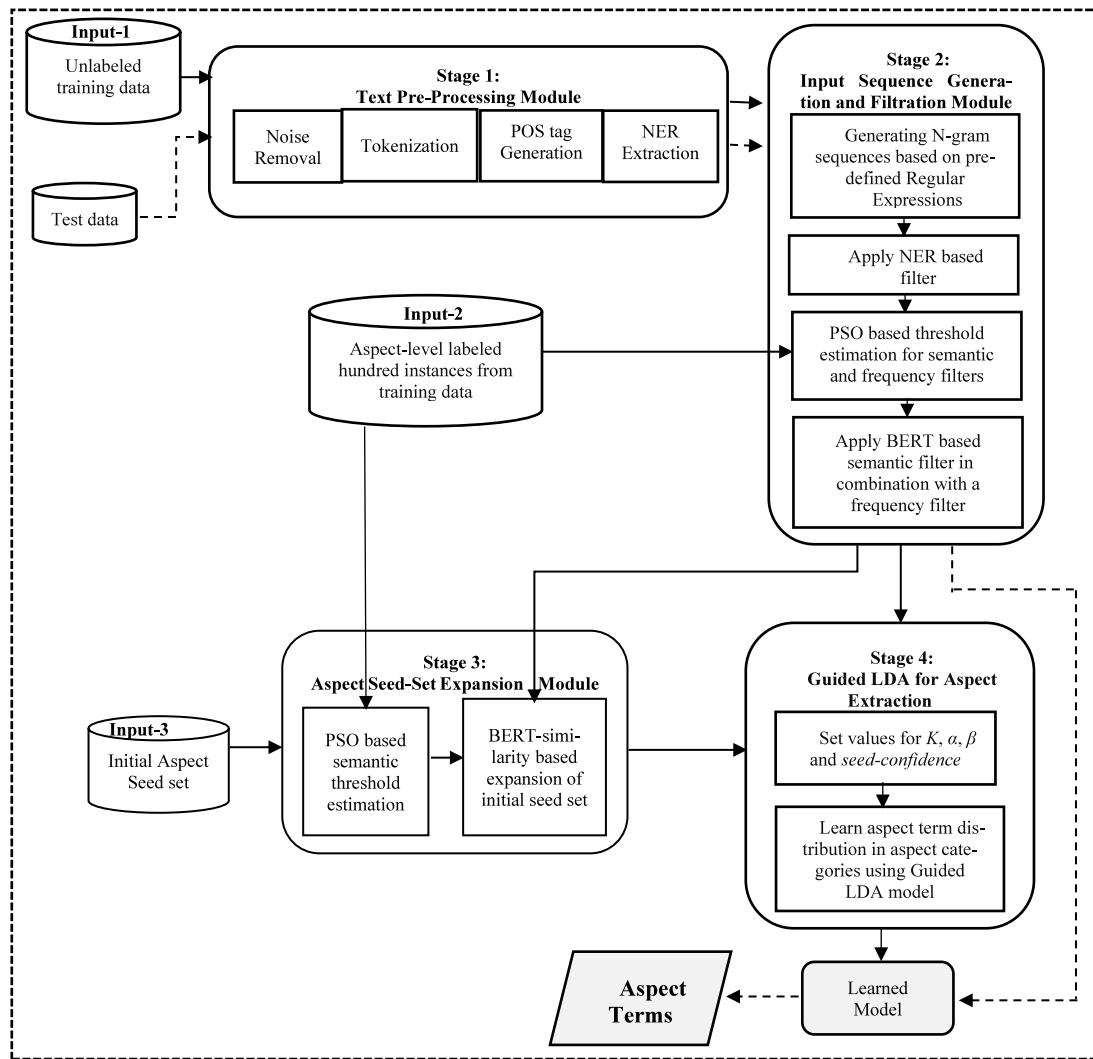 Input-1
Unlabeled
training data
Test data
Stage 1:
Text Pre-Processing Module
Noise
Removal
Tokenization
POS tag
Generation
NER
Extraction
Stage 2:
Input Sequence Genera-
tion and Filtration Module
Generating N-gram
sequences based on pre-
defined Regular
Expressions
Apply NER based
filter
PSO based threshold
estimation for semantic
and frequency filters
Apply BERT based
semantic filter in
combination with a
frequency filter
Input-2
Aspect-level labeled
hundred instances from
training data
Input-3
Initial Aspect
Seed set
Stage 3:
Aspect Seed-Set Expansion Module
PSO based
semantic
threshold
estimation
BERT-simi-
larity based
expansion of
initial seed set
Stage 4:
Guided LDA for Aspect
Extraction
Set values for K, α, β
and seed-confidence
Learn aspect term dis-
tribution in aspect cate-
gories using Guided
LDA model
Learned
Model
Aspect
Terms